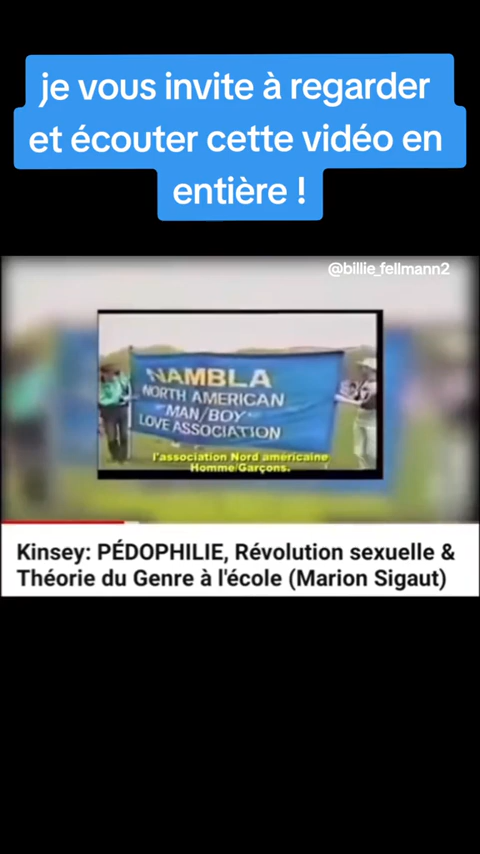 je vous invite à regarder
et écouter cette vidéo en
entière !
@billie_fellmann2
NAMBLA
NORTH AMERICAN
"MAN/BOY"
LOVE ASSOCIATION
l'association Nord américaine
Homme/Garçons.
Kinsey: PÉDOPHILIE, Révolution sexuelle &
Théorie du Genre à l'école (Marion Sigaut)